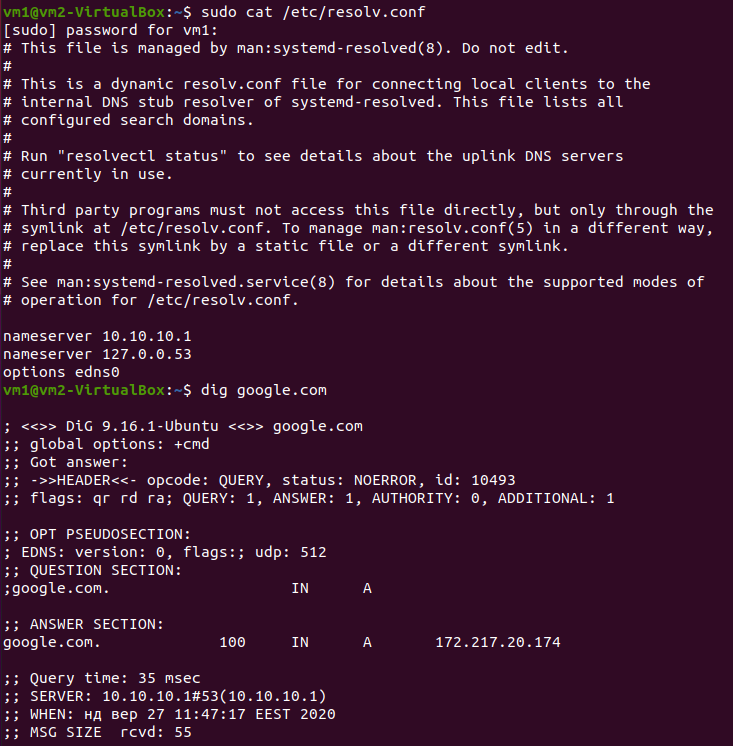 vm1@vm2-VirtualBox:~$ sudo cat /etc/resolv.conf
[sudo] password for vm1:
# This file is managed by man:systemd-resolved(8). Do not edit.
#
# This is a dynamic resolv.conf file for connecting local clients to the
# internal DNS stub resolver of systemd-resolved. This file lists all
# configured search domains.
#
# Run "resolvectl status" to see details about the uplink DNS servers
# currently in use.
#
# Third party programs must not access this file directly, but only through the
# symlink at /etc/resolv.conf. To manage man:resolv.conf(5) in a different way,
# replace this symlink by a static file or a different symlink.
#
# See man:systemd-resolved.service(8) for details about the supported modes of
# operation for /etc/resolv.conf.

nameserver 10.10.10.1
nameserver 127.0.0.53
options edns0
vm1@vm2-VirtualBox:~$ dig google.com

; <<>> DiG 9.16.1-Ubuntu <<>> google.com
;; global options: +cmd
;; Got answer:
;; ->>HEADER<<- opcode: QUERY, status: NOERROR, id: 10493
;; flags: qr rd ra; QUERY: 1, ANSWER: 1, AUTHORITY: 0, ADDITIONAL: 1

;; OPT PSEUDOSECTION:
; EDNS: version: 0, flags:; udp: 512
;; QUESTION SECTION:
;google.com.                    IN      A

;; ANSWER SECTION:
google.com.             100     IN      A       172.217.20.174

;; Query time: 35 msec
;; SERVER: 10.10.10.1#53(10.10.10.1)
;; WHEN: нд вер 27 11:47:17 EEST 2020
;; MSG SIZE  rcvd: 55